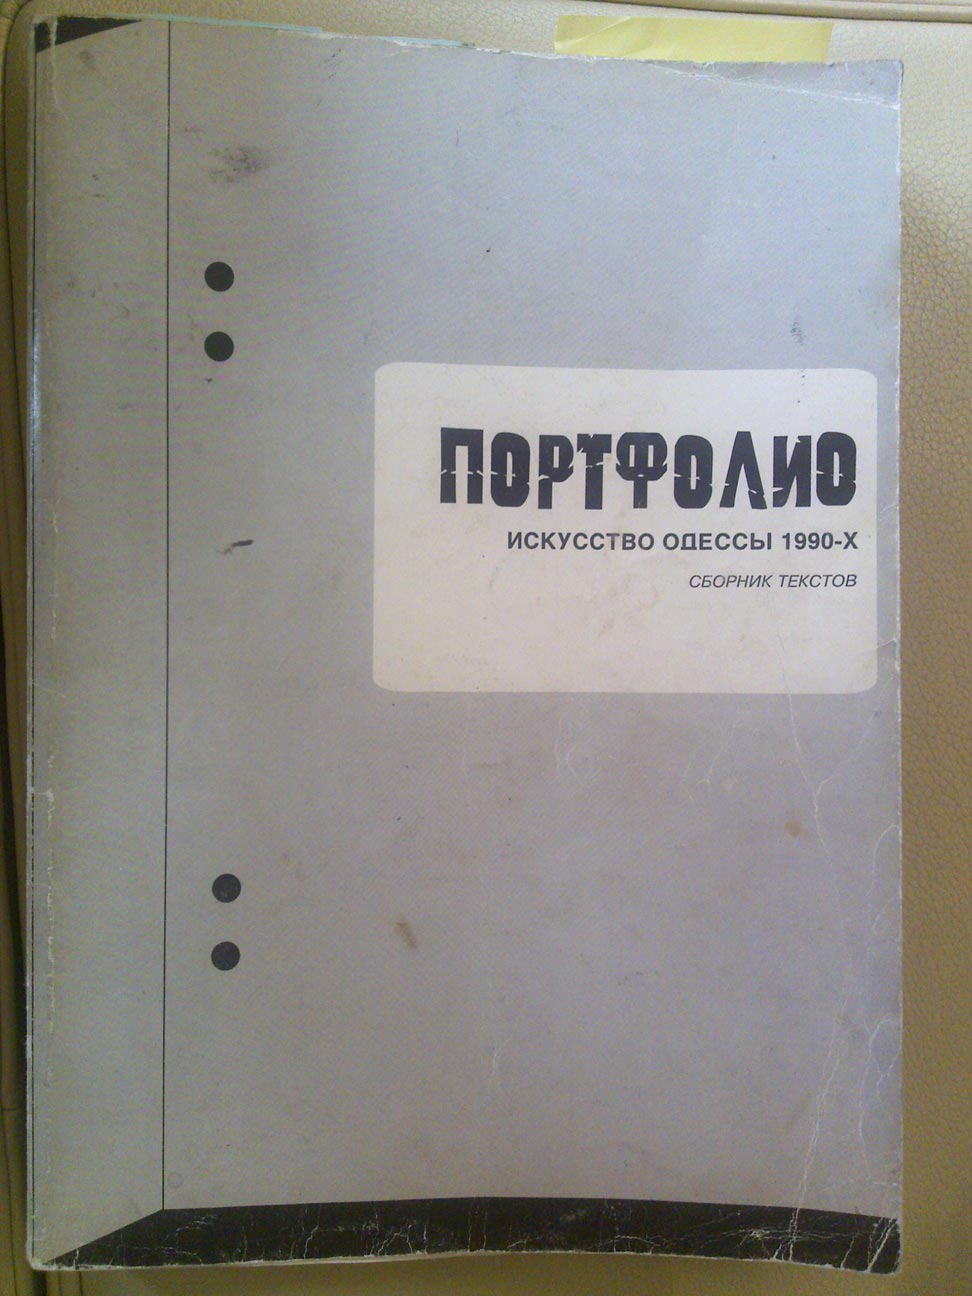 ПОРТФОЛИО
ИСКУССТВО ОДЕССЫ 1990-Х
СБОРНИК ТЕКСТОВ